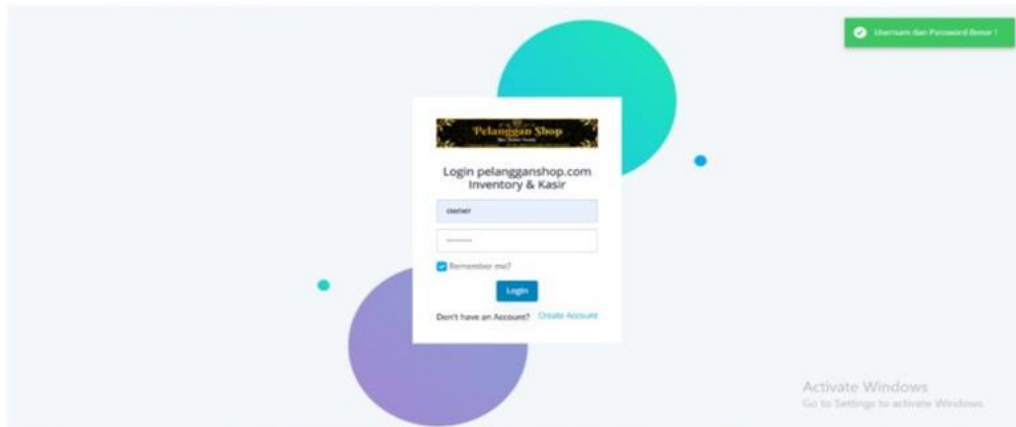 Username dan Password Benar !
Pelanggan Shop
Login pelangganshop.com
Inventory & Kasir
owner
Remember me?
Login
Don't have an Account? Create Account
Activate Windows
Go to Settings to activate Windows.